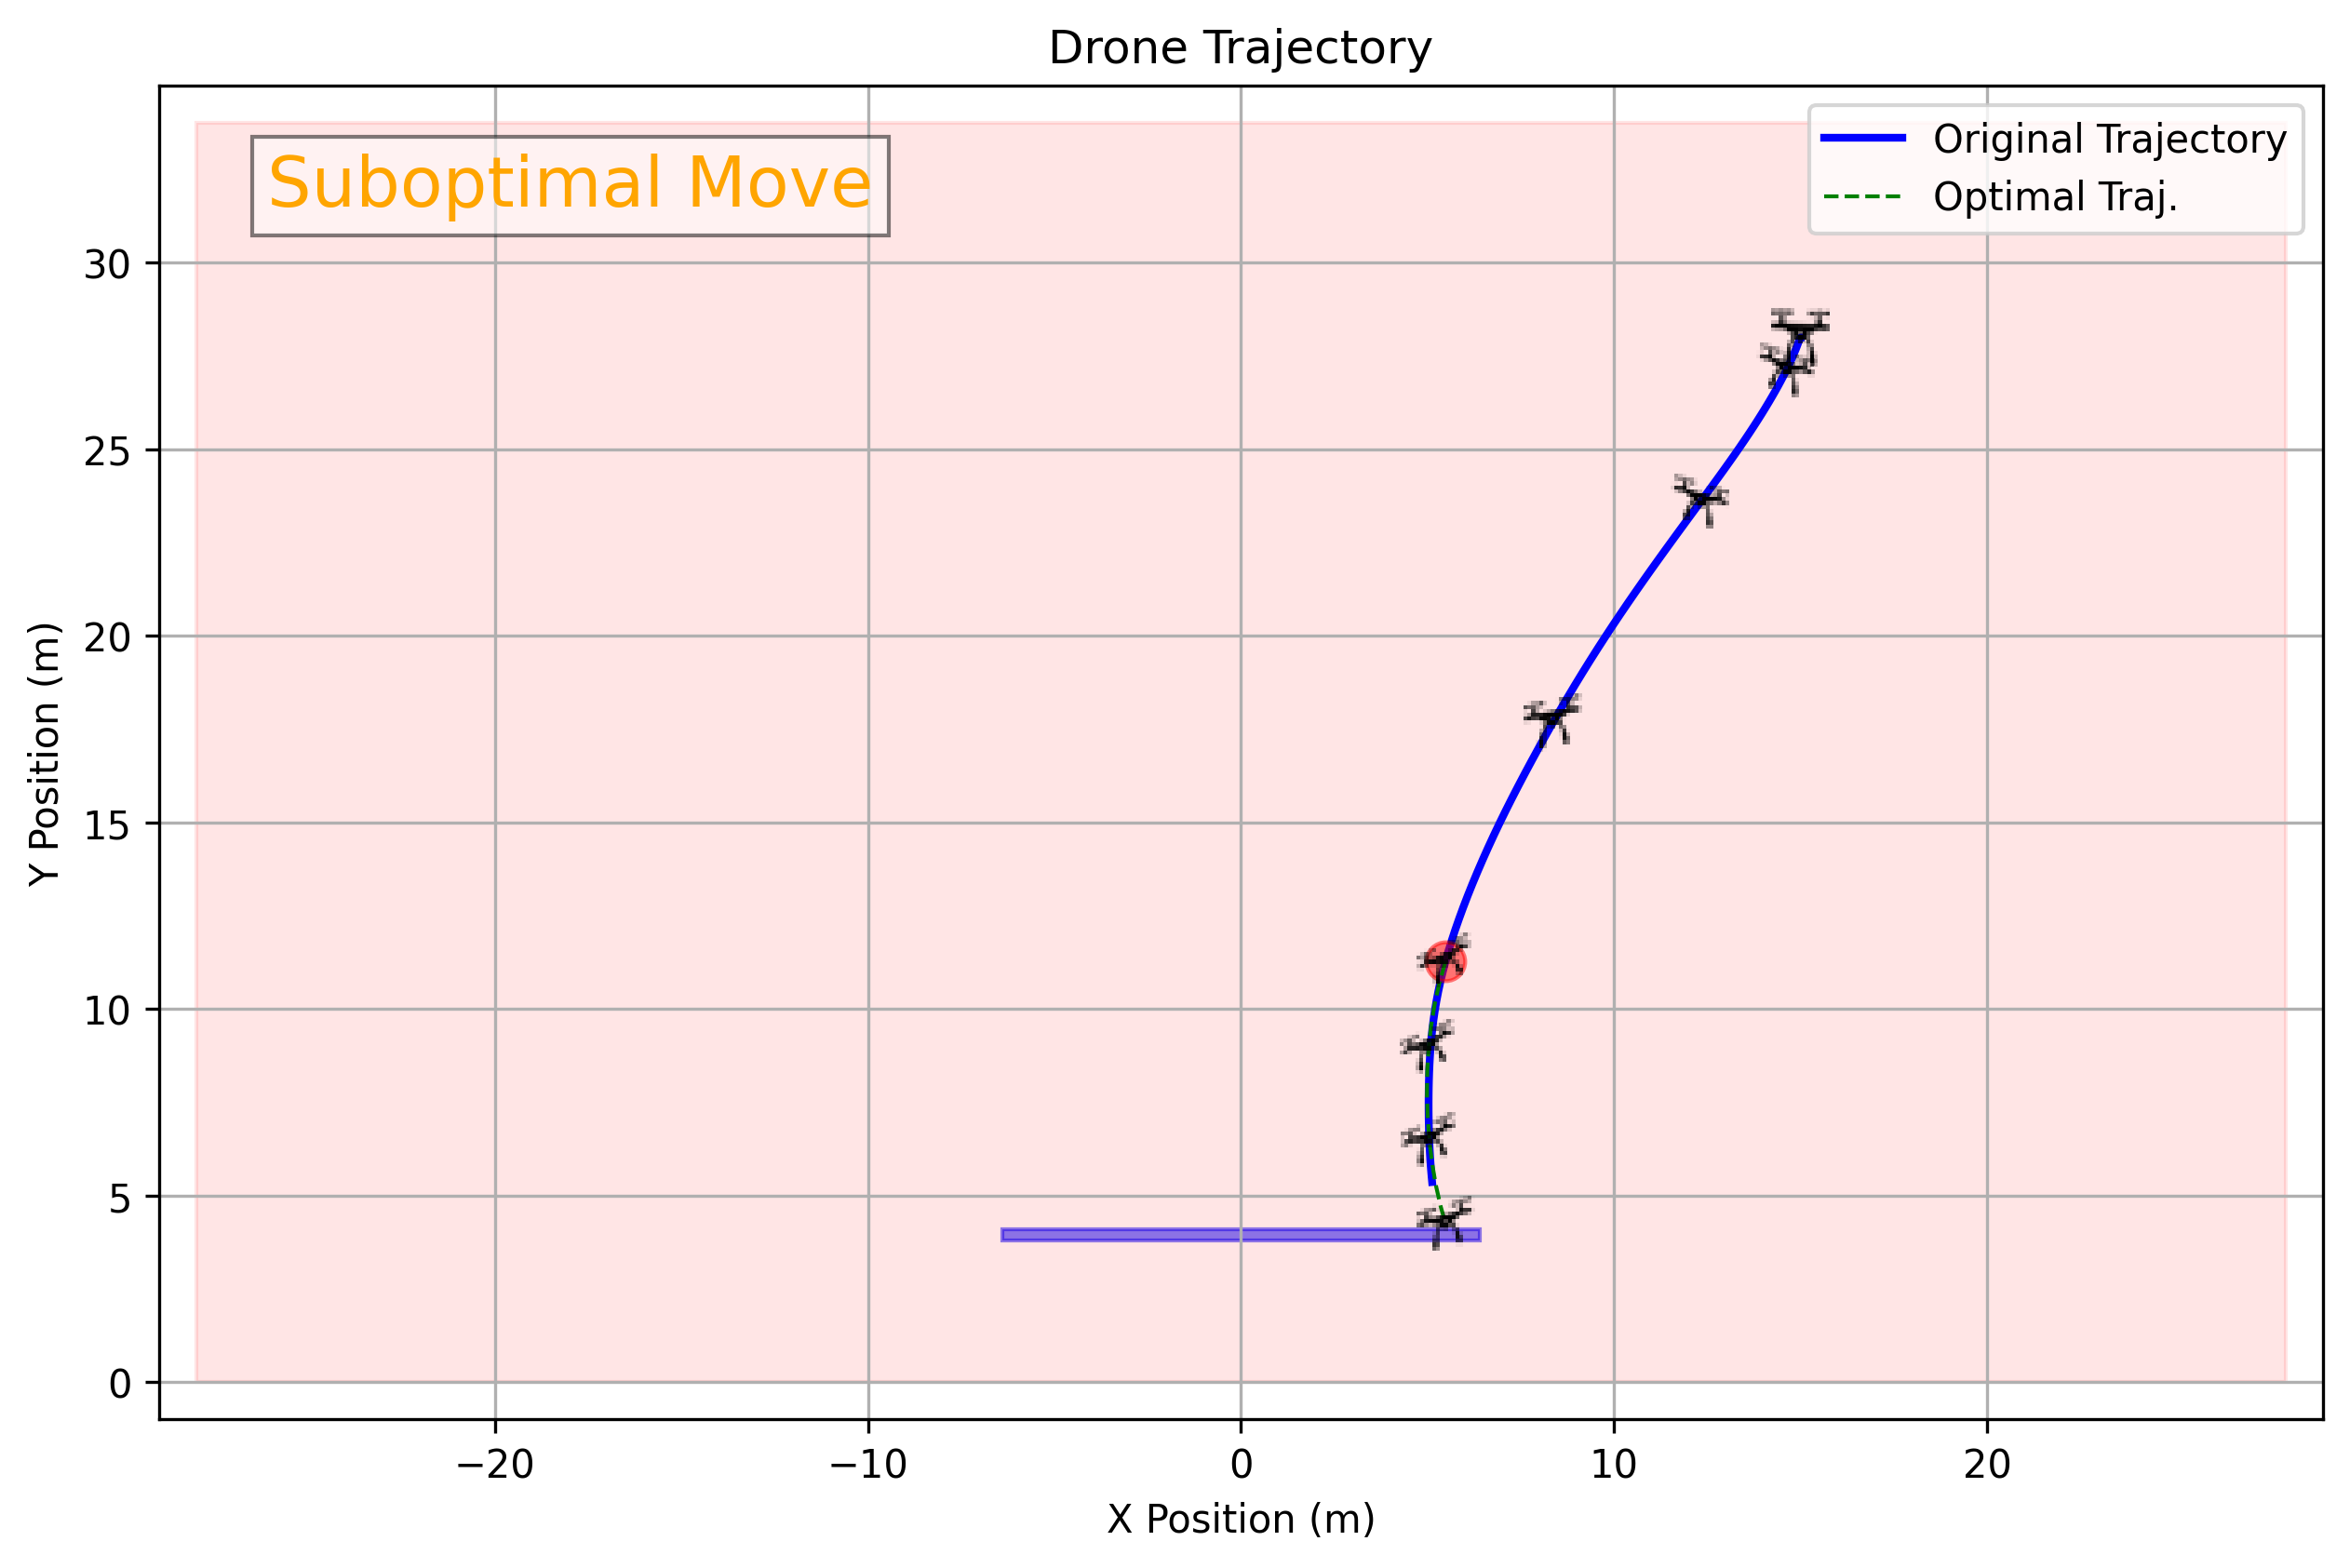 Drone Trajectory
Suboptimal Move
Original Trajectory
Optimal Traj.
30
25
20
15
10
5
0
Y Position (m)
−20 −10 0 10 20
X Position (m)